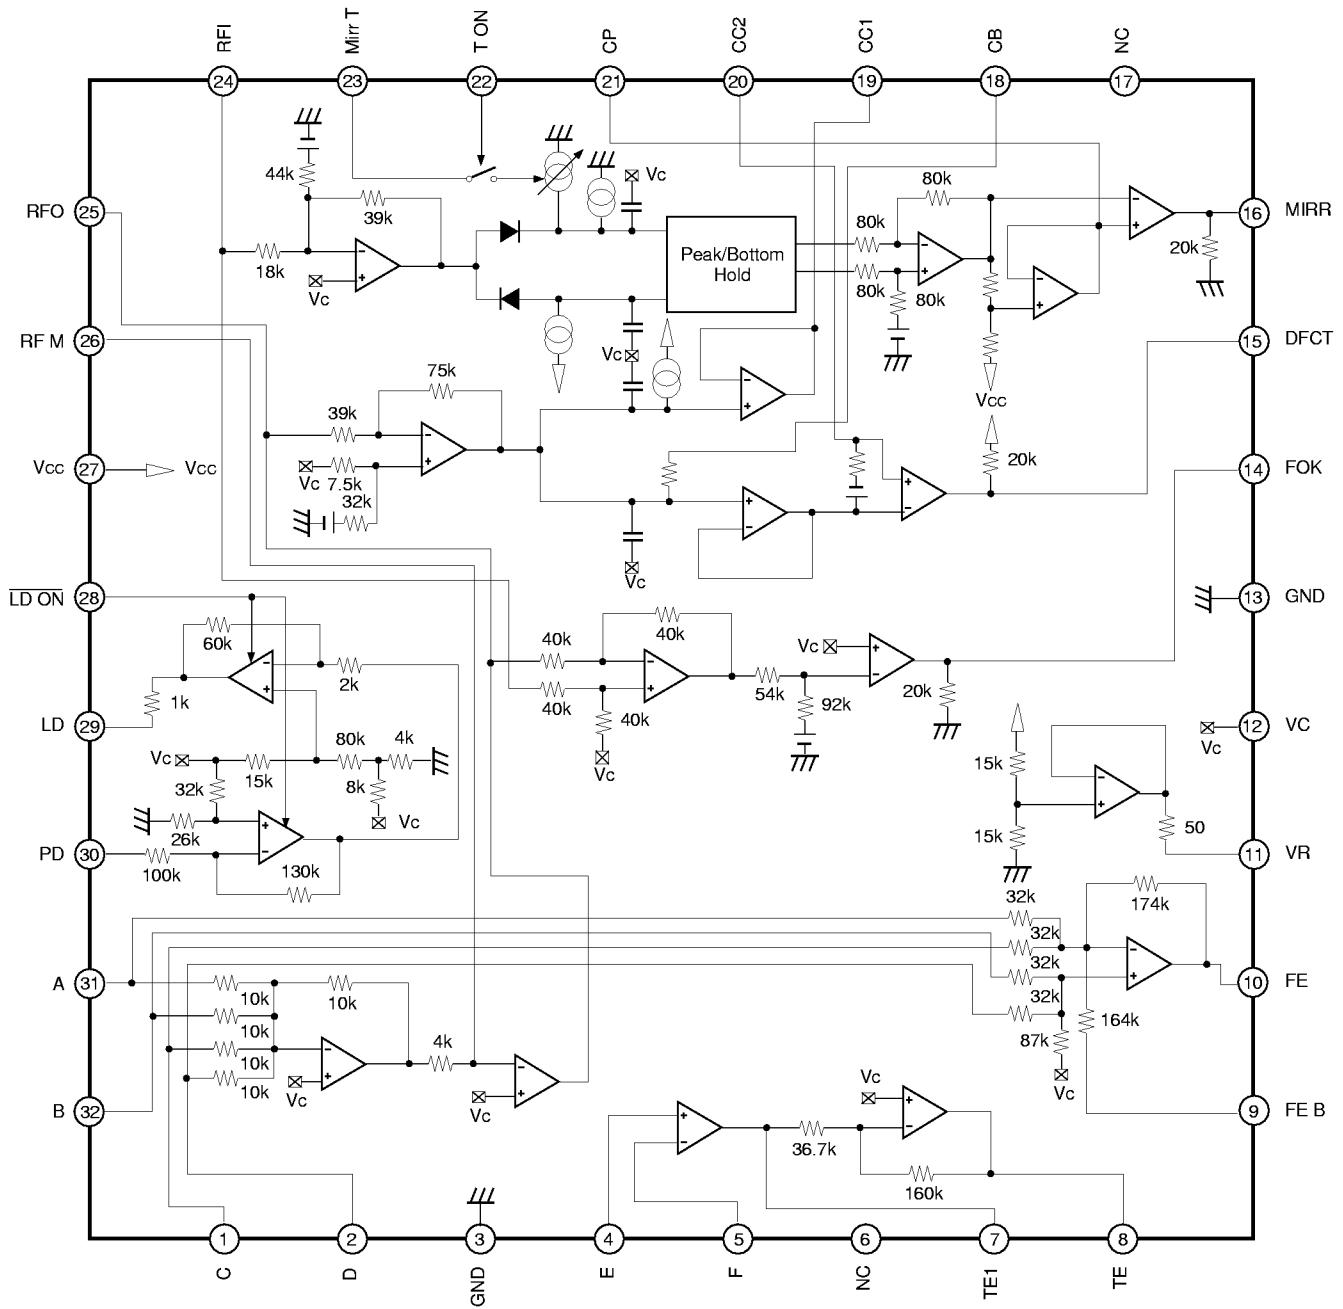 RFI
Mirr T
T ON
CP
CC2
CC1
CB
NC
24
23
22
21
20
19
18
17
44k
39k
18k
Vc
Vc
Peak/Bottom
Hold
80k
80k
80k
80k
20k
RFO
25
16
MIRR
RF M
26
15
DFCT
Vc
75k
39k
Vc
7.5k
32k
Vcc
Vcc
27
Vcc
20k
14
FOK
Vc
LD ON
28
13
GND
60k
2k
1k
40k
40k
40k
40k
Vc
Vc
54k
92k
20k
LD
29
12
VC
Vc
Vc
15k
80k
4k
32k
8k
Vc
26k
15k
15k
50
PD
30
100k
130k
11
VR
32k
32k
32k
32k
174k
164k
87k
Vc
A
31
10k
10k
10k
10k
10k
Vc
4k
Vc
10
FE
B
32
9
FE B
Vc
36.7k
160k
1
2
3
4
5
6
7
8
C
D
GND
E
F
NC
TE1
TE